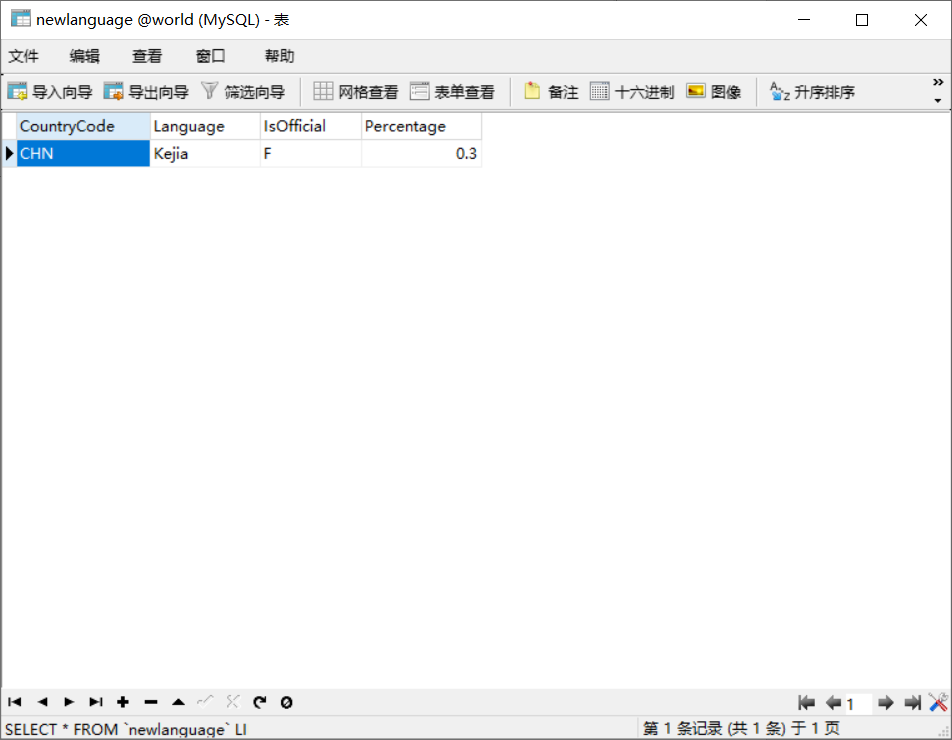 newlanguage @world (MySQL) - 表
文件 编辑 查看 窗口 帮助
导入向导 导出向导 筛选向导 网格查看 表单查看 备注 十六进制 图像 升序排序
CountryCode Language IsOfficial Percentage
CHN Kejia F 0.3
1
SELECT * FROM `newlanguage` LI 第 1 条记录 (共 1 条) 于 1 页